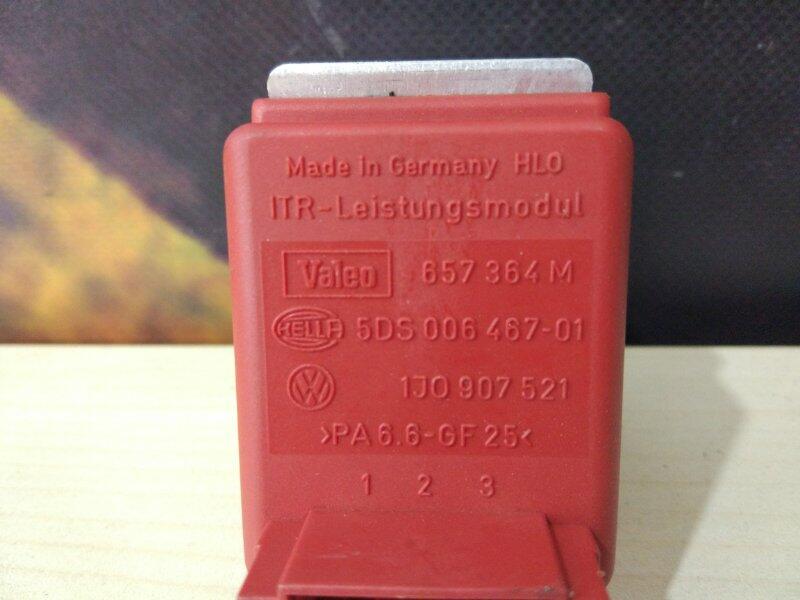 Made in Germany HLO
ITR-Leistungsmodul
Valeo 657 364 M
HELLA 5DS 006 467-01
VW 1J0 907 521
>PA 6.6-GF 25<
1 2 3